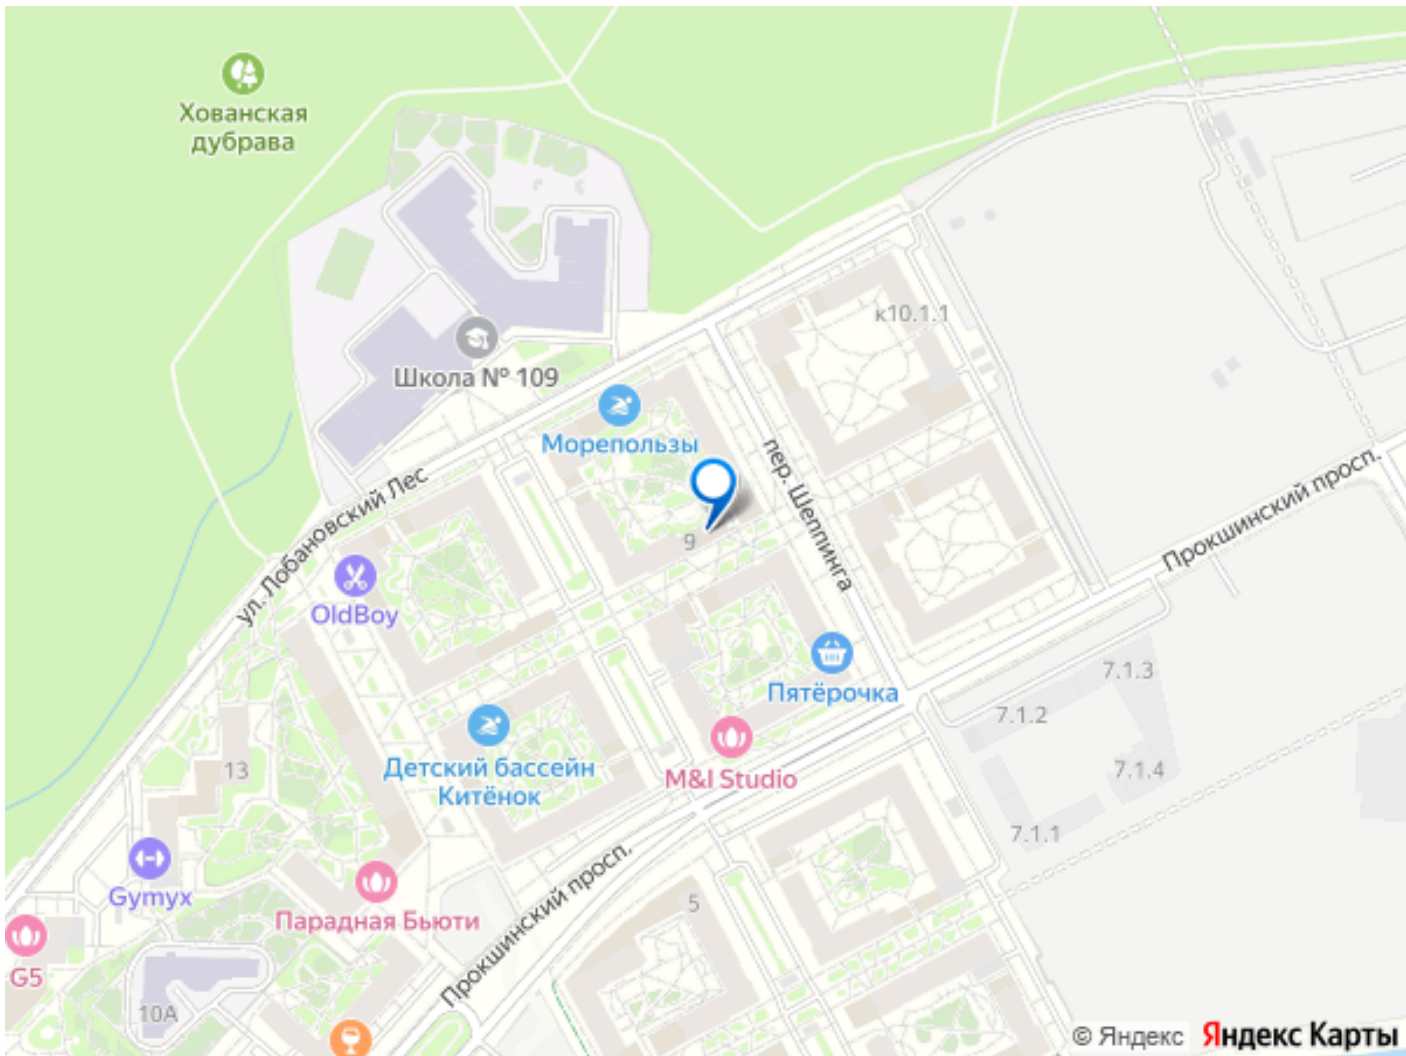 Хованская
дубрава
к10.1.1
Школа № 109
Морепользы
пер. Шеппинга
Прокшинский просп.
ул. Лобановский Лес
9
OldBoy
Пятёрочка
7.1.3
7.1.2
M&I Studio
13
Детский бассейн
Китёнок
7.1.4
7.1.1
Gymyx
Парадная Бьюти
Прокшинский просп.
5
G5
10А
© Яндекс Яндекс Карты